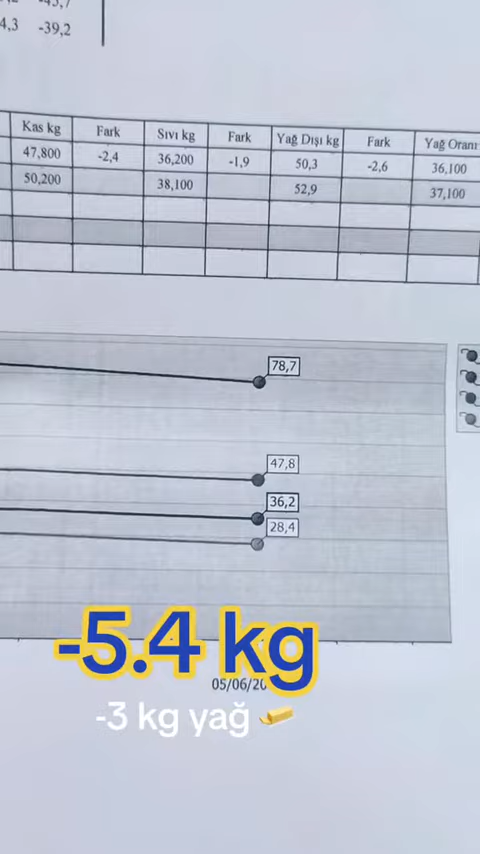 4,3 -39,2
Kas kg Fark Sıvı kg Fark Yağ Dışı kg Fark Yağ Oranı
47,800 -2,4 36,200 -1,9 50,3 -2,6 36,100
50,200 38,100 52,9 37,100
78,7
47,8
36,2
28,4
-5.4 kg
05/06/20
-3 kg yağ